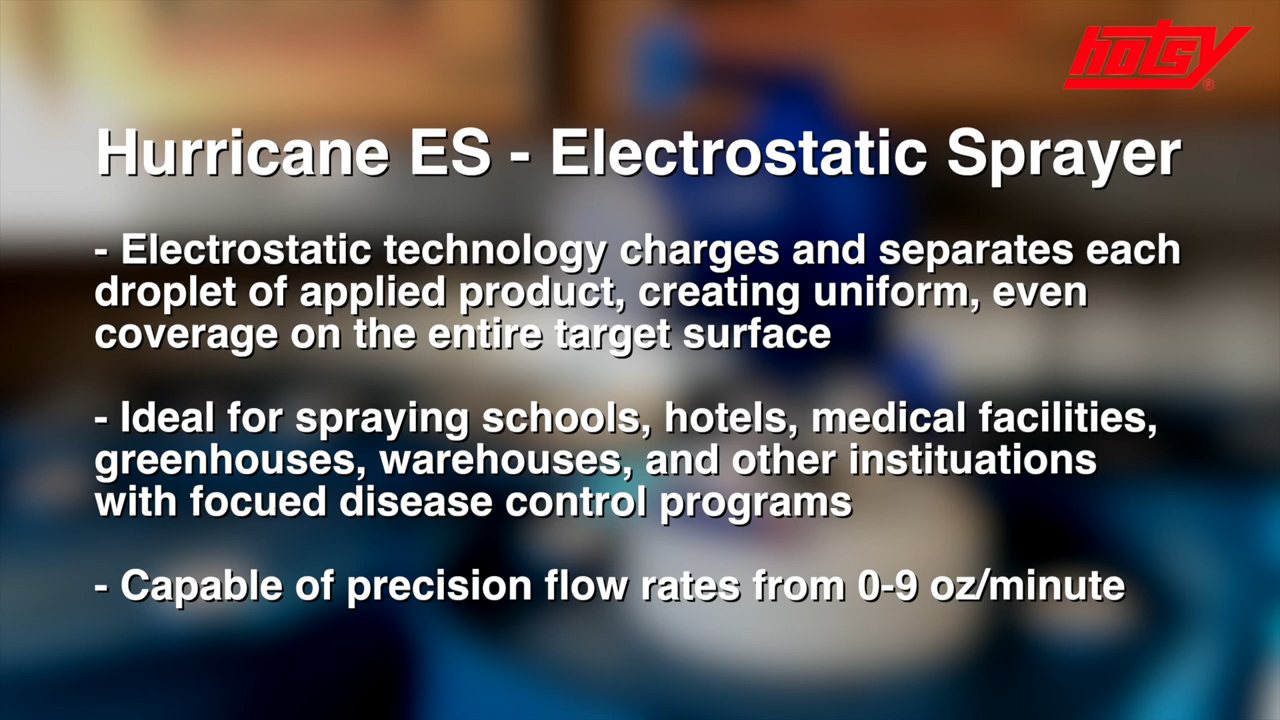 hotsy®
Hurricane ES - Electrostatic Sprayer
- Electrostatic technology charges and separates each
droplet of applied product, creating uniform, even
coverage on the entire target surface
- Ideal for spraying schools, hotels, medical facilities,
greenhouses, warehouses, and other instituations
with focued disease control programs
- Capable of precision flow rates from 0-9 oz/minute